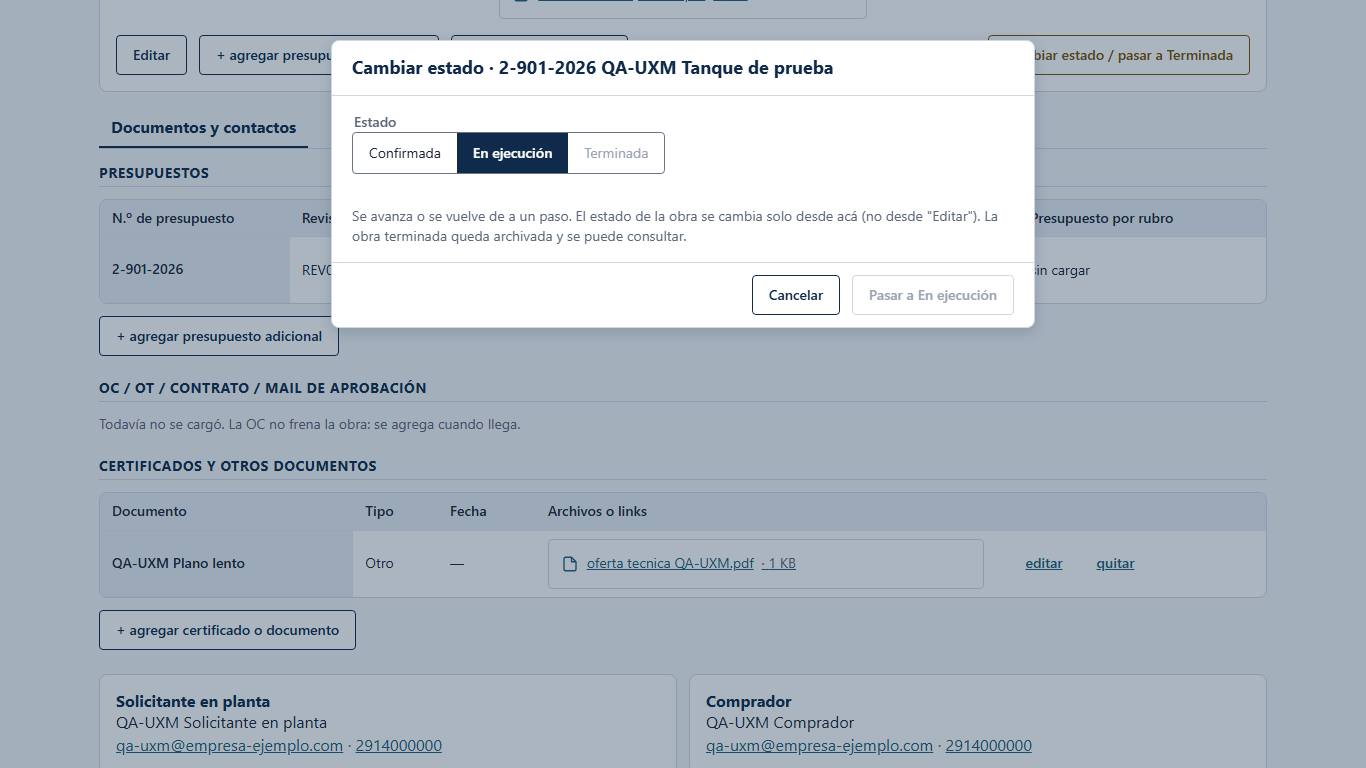 Editar
+ agregar presupu
biar estado / pasar a Terminada
Cambiar estado · 2-901-2026 QA-UXM Tanque de prueba
Estado
Confirmada
En ejecución
Terminada
Se avanza o se vuelve de a un paso. El estado de la obra se cambia solo desde acá (no desde "Editar"). La
obra terminada queda archivada y se puede consultar.
Cancelar
Pasar a En ejecución
Documentos y contactos
PRESUPUESTOS
N.º de presupuesto
Revis
Presupuesto por rubro
2-901-2026
REV0
sin cargar
+ agregar presupuesto adicional
OC / OT / CONTRATO / MAIL DE APROBACIÓN
Todavía no se cargó. La OC no frena la obra: se agrega cuando llega.
CERTIFICADOS Y OTROS DOCUMENTOS
Documento
Tipo
Fecha
Archivos o links
QA-UXM Plano lento
Otro
—
oferta tecnica QA-UXM.pdf · 1 KB
editar
quitar
+ agregar certificado o documento
Solicitante en planta
QA-UXM Solicitante en planta
qa-uxm@empresa-ejemplo.com · 2914000000
Comprador
QA-UXM Comprador
qa-uxm@empresa-ejemplo.com · 2914000000